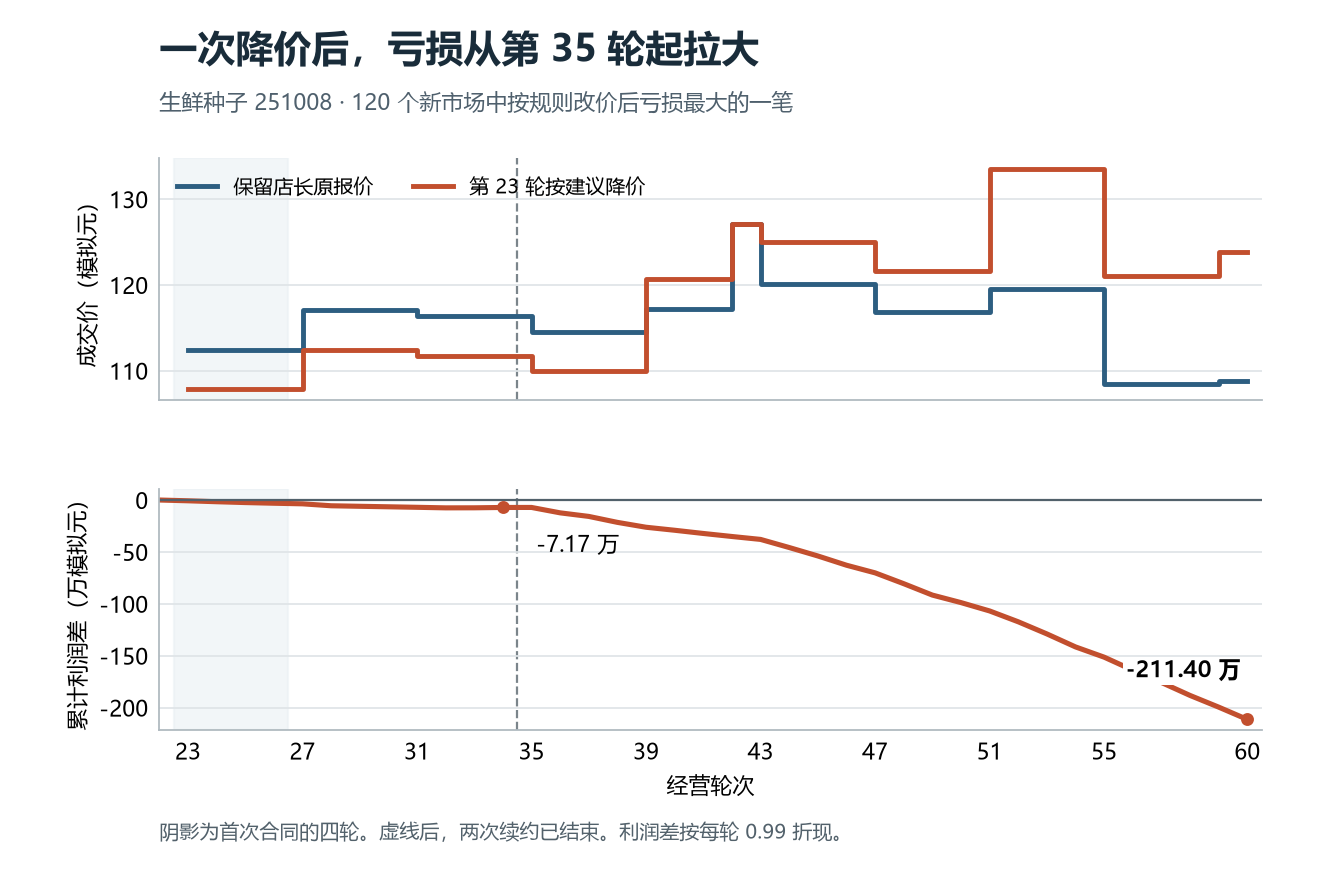 一次降价后，亏损从第 35 轮起拉大
生鲜种子 251008 · 120 个新市场中按规则改价后亏损最大的一笔
保留店长原报价
第 23 轮按建议降价
成交价（模拟元）
130
120
110
累计利润差（万模拟元）
0
-50
-100
-150
-200
-7.17 万
-211.40 万
23 27 31 35 39 43 47 51 55 60
经营轮次
阴影为首次合同的四轮。虚线后，两次续约已结束。利润差按每轮 0.99 折现。